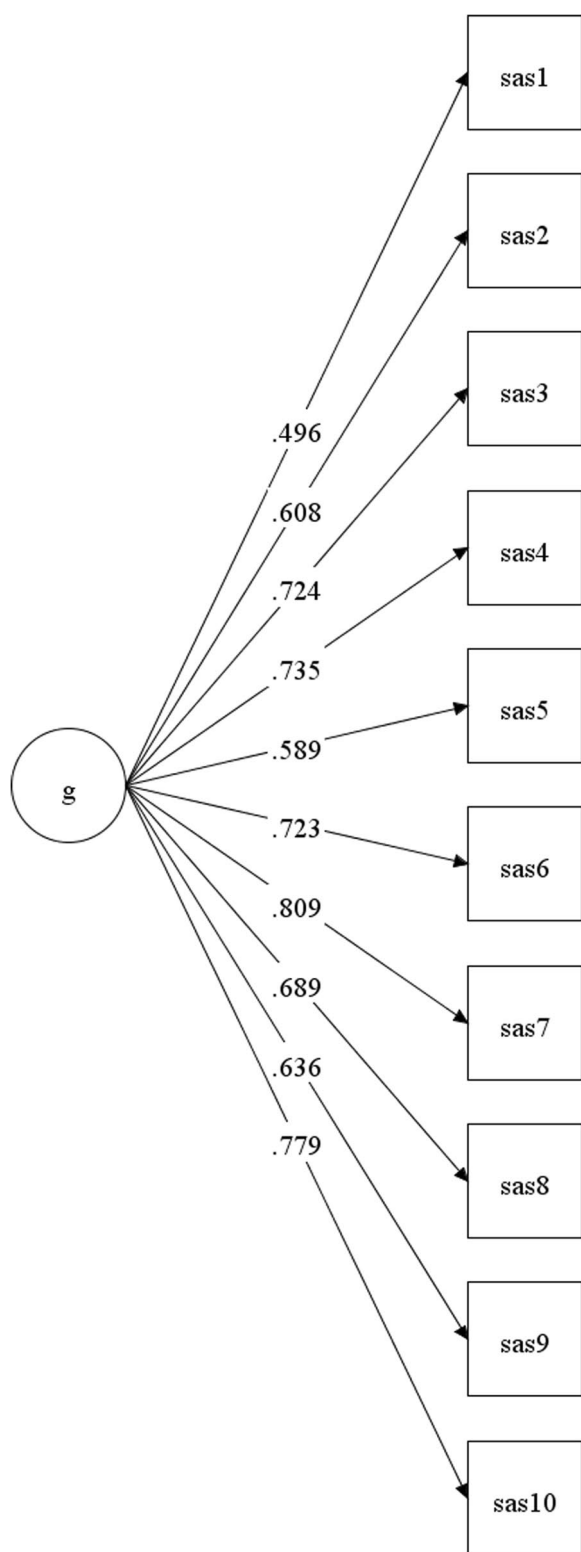 sas1
sas2
sas3
.496
.608
sas4
.724
.735
sas5
.589
g
.723
sas6
.809
.689
sas7
.636
.779
sas8
sas9
sas10